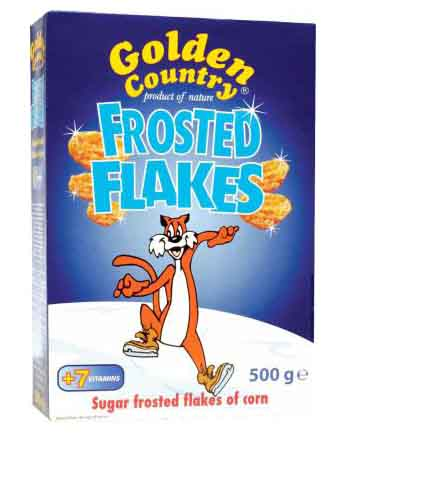 Golden
Country®
product of nature
FROSTED
FLAKES
+7 VITAMINS
500 g e
Sugar frosted flakes of corn